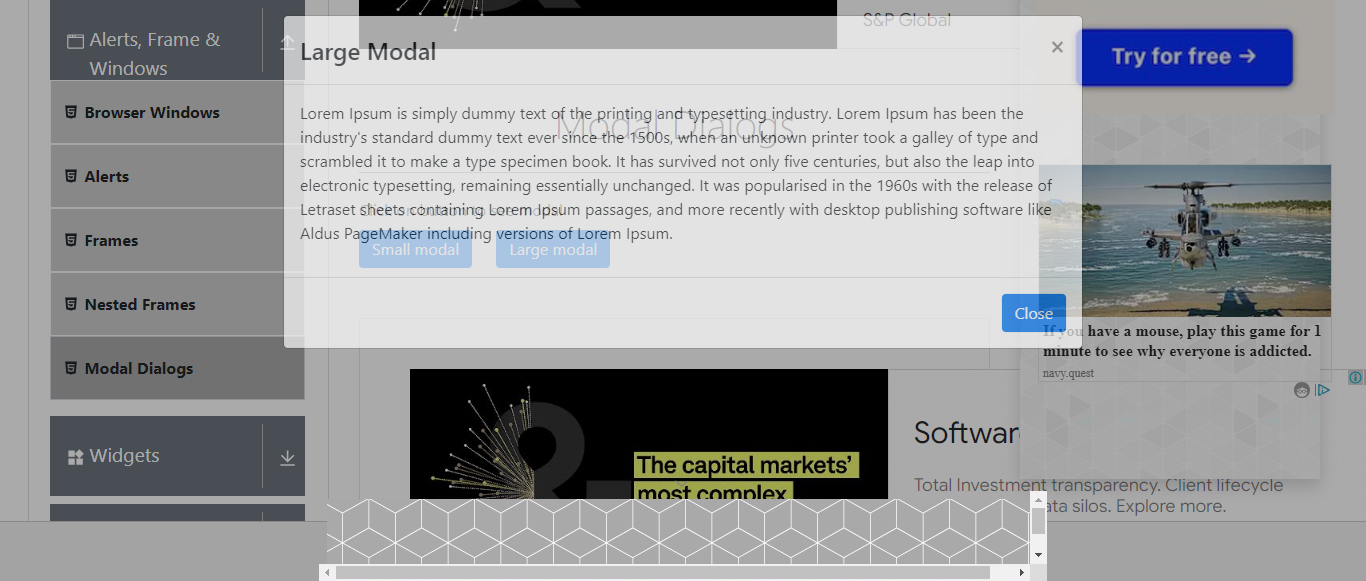 Alerts, Frame &
Windows
Browser Windows
Alerts
Frames
Nested Frames
Modal Dialogs
Widgets
S&P Global
Large Modal
×
Modal Dialogs
Lorem Ipsum is simply dummy text of the printing and typesetting industry. Lorem Ipsum has been the
industry's standard dummy text ever since the 1500s, when an unknown printer took a galley of type and
scrambled it to make a type specimen book. It has survived not only five centuries, but also the leap into
electronic typesetting, remaining essentially unchanged. It was popularised in the 1960s with the release of
Letraset sheets containing Lorem Ipsum passages, and more recently with desktop publishing software like
Aldus PageMaker including versions of Lorem Ipsum.
Click on button to see modal
Small modal
Large modal
Close
Try for free →
If you have a mouse, play this game for 1
minute to see why everyone is addicted.
navy.quest
The capital markets'
most complex
Software
Total Investment transparency. Client lifecycle
ata silos. Explore more.